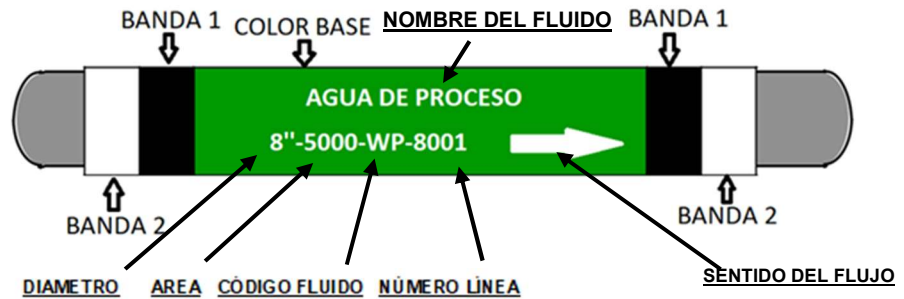 BANDA 1 COLOR BASE NOMBRE DEL FLUIDO BANDA 1
AGUA DE PROCESO
8"-5000-WP-8001
BANDA 2 BANDA 2
DIAMETRO AREA CÓDIGO FLUIDO NÚMERO LÍNEA SENTIDO DEL FLUJO